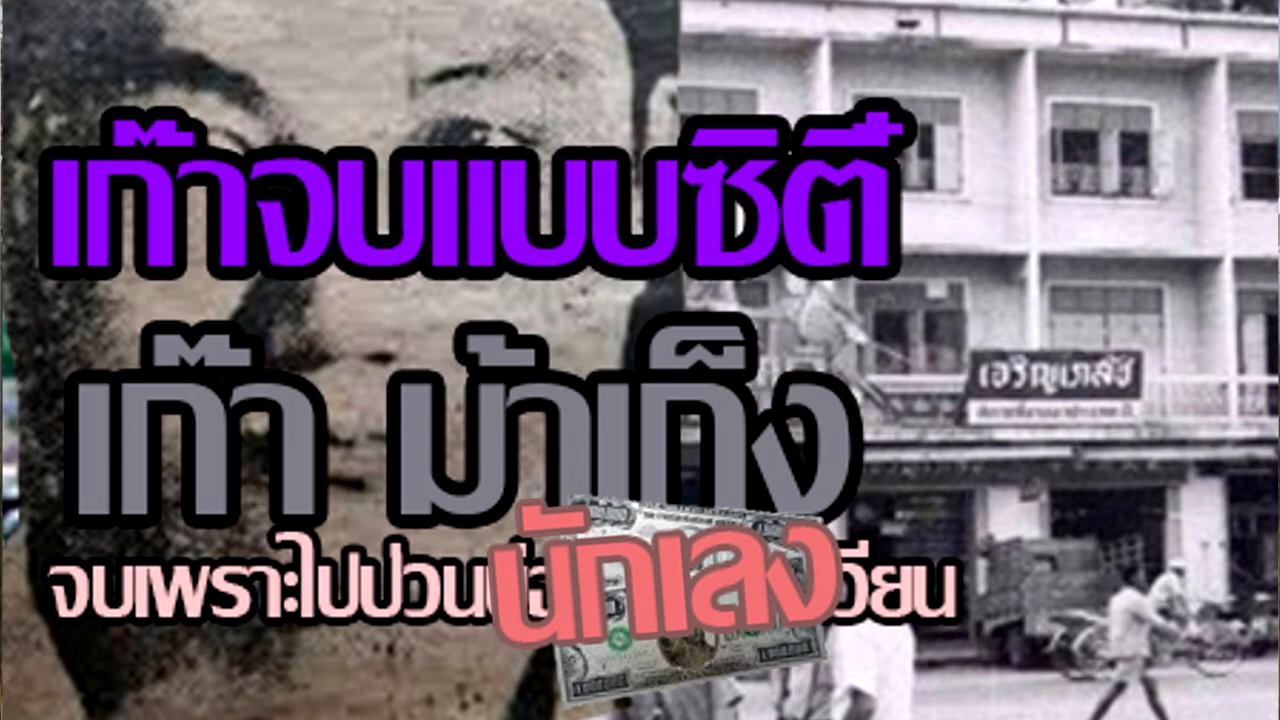 เก๊าจบแบบซิตี้
เก๊า ม้าเก็ง
จบเพราะไปป่วน
นักเลง
เวียน
เจริญเภสัช